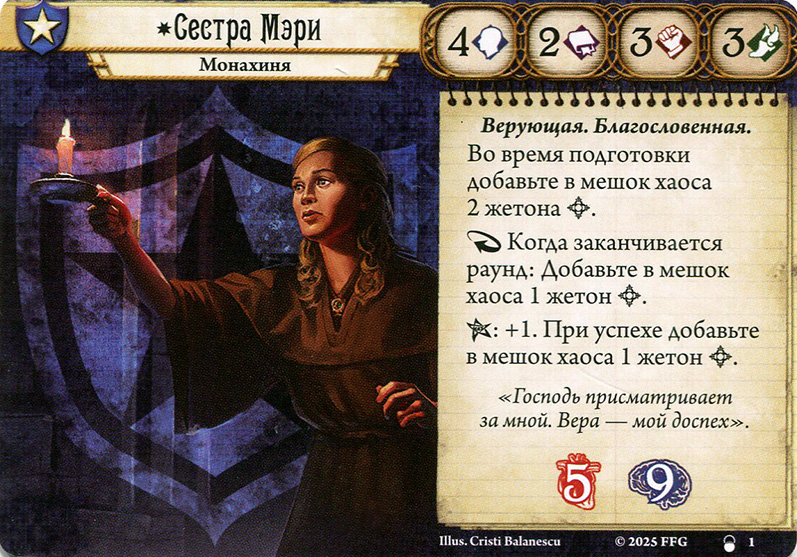 Сестра Мэри
Монахиня
4 2 3 3
Верующая. Благословенная.
Во время подготовки
добавьте в мешок хаоса
2 жетона .
Когда заканчивается
раунд: Добавьте в мешок
хаоса 1 жетон .
: +1. При успехе добавьте
в мешок хаоса 1 жетон .
«Господь присматривает
за мной. Вера — мой доспех».
5 9
Illus. Cristi Balanescu © 2025 FFG 1